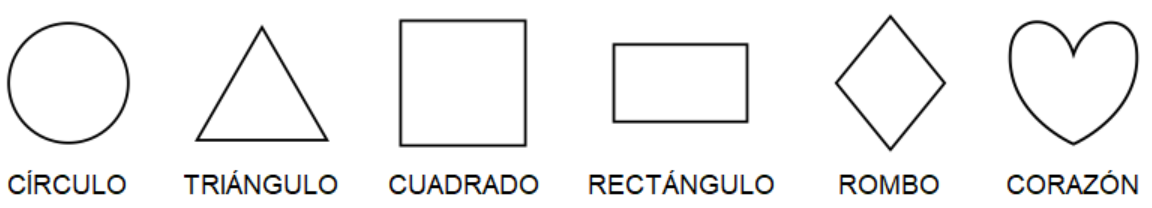 CÍRCULO TRIÁNGULO CUADRADO RECTÁNGULO ROMBO CORAZÓN